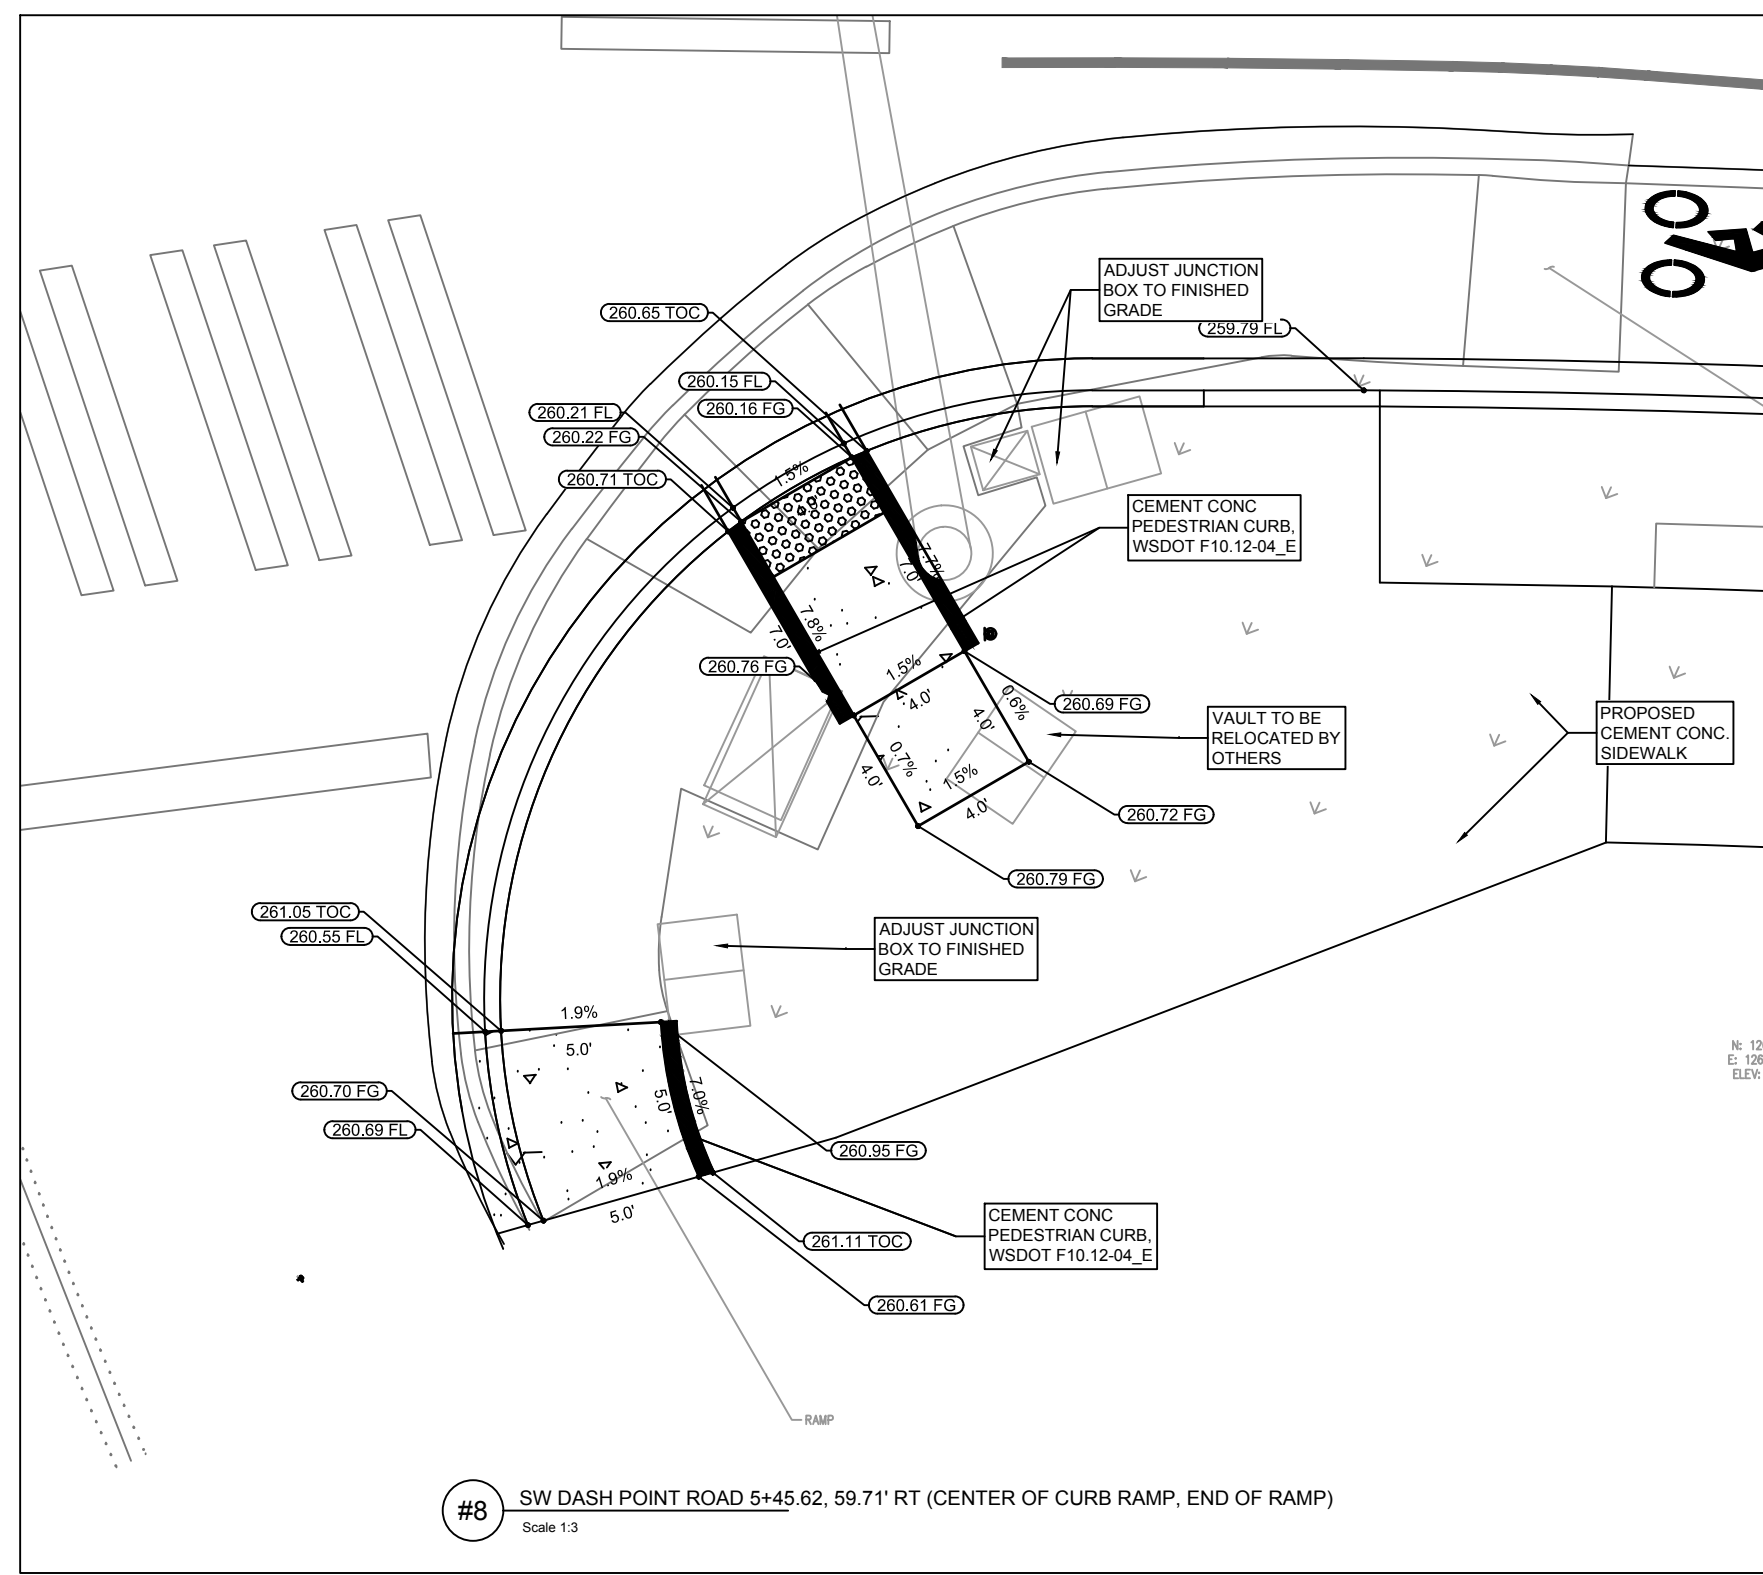 ADJUST JUNCTION
BOX TO FINISHED
GRADE
260.65 TOC
259.79 FL
260.15 FL
260.16 FG
260.21 FL
260.22 FG
260.71 TOC
1.5%
4.0'
CEMENT CONC
PEDESTRIAN CURB,
WSDOT F10.12-04_E
7.7%
7.0'
7.8%
7.0'
260.76 FG
1.5%
4.0'
260.69 FG
0.6%
4.0'
VAULT TO BE
RELOCATED BY
OTHERS
PROPOSED
CEMENT CONC.
SIDEWALK
0.7%
4.0'
1.5%
4.0'
260.72 FG
260.79 FG
261.05 TOC
260.55 FL
ADJUST JUNCTION
BOX TO FINISHED
GRADE
1.9%
5.0'
N: 12
E: 126
ELEV:
260.70 FG
260.69 FL
5.0'
7.0%
260.95 FG
1.9%
5.0'
CEMENT CONC
PEDESTRIAN CURB,
WSDOT F10.12-04_E
261.11 TOC
260.61 FG
RAMP
#8
SW DASH POINT ROAD 5+45.62, 59.71' RT (CENTER OF CURB RAMP, END OF RAMP)
Scale 1:3